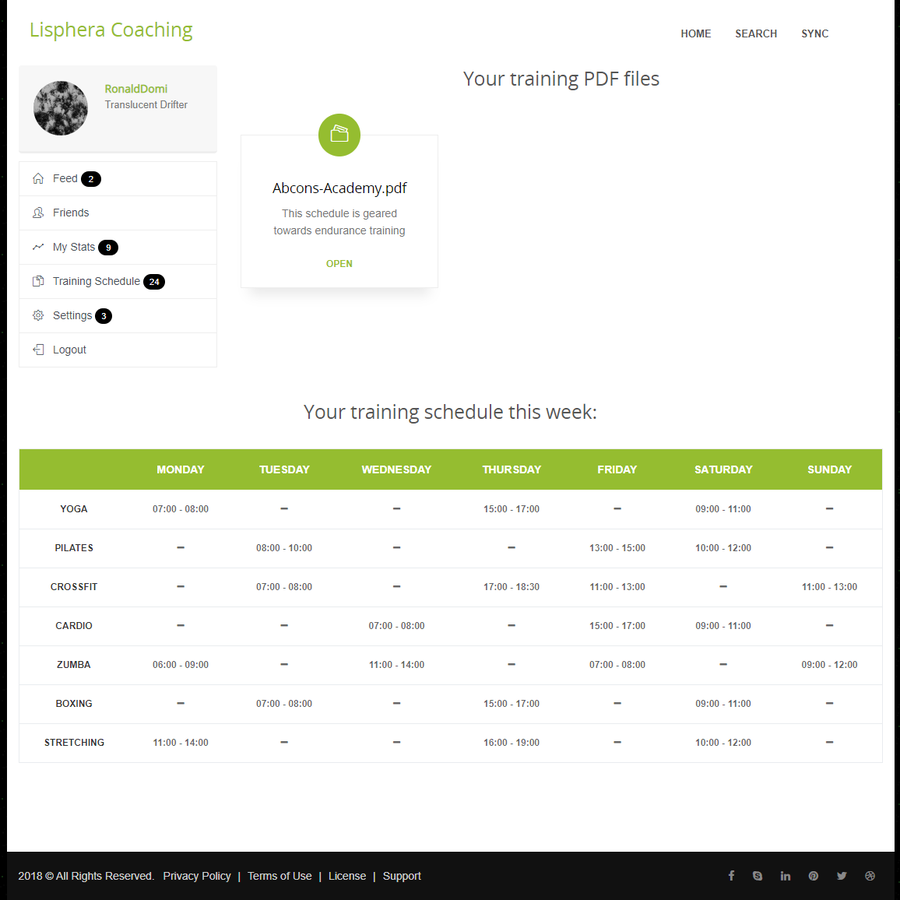 Lisphera Coaching
HOME SEARCH SYNC
RonaldDomi
Translucent Drifter
Feed 2
Friends
My Stats 9
Training Schedule 24
Settings 3
Logout
Your training PDF files
Abcons-Academy.pdf
This schedule is geared
towards endurance training
OPEN
Your training schedule this week:
MONDAY TUESDAY WEDNESDAY THURSDAY FRIDAY SATURDAY SUNDAY
YOGA 07:00 - 08:00 – – 15:00 - 17:00 – 09:00 - 11:00 –
PILATES – 08:00 - 10:00 – – 13:00 - 15:00 10:00 - 12:00 –
CROSSFIT – 07:00 - 08:00 – 17:00 - 18:30 11:00 - 13:00 – 11:00 - 13:00
CARDIO – – 07:00 - 08:00 – 15:00 - 17:00 09:00 - 11:00 –
ZUMBA 06:00 - 09:00 – 11:00 - 14:00 – 07:00 - 08:00 – 09:00 - 12:00
BOXING – 07:00 - 08:00 – 15:00 - 17:00 – 09:00 - 11:00 –
STRETCHING 11:00 - 14:00 – – 16:00 - 19:00 – 10:00 - 12:00 –
2018 © All Rights Reserved. Privacy Policy | Terms of Use | License | Support